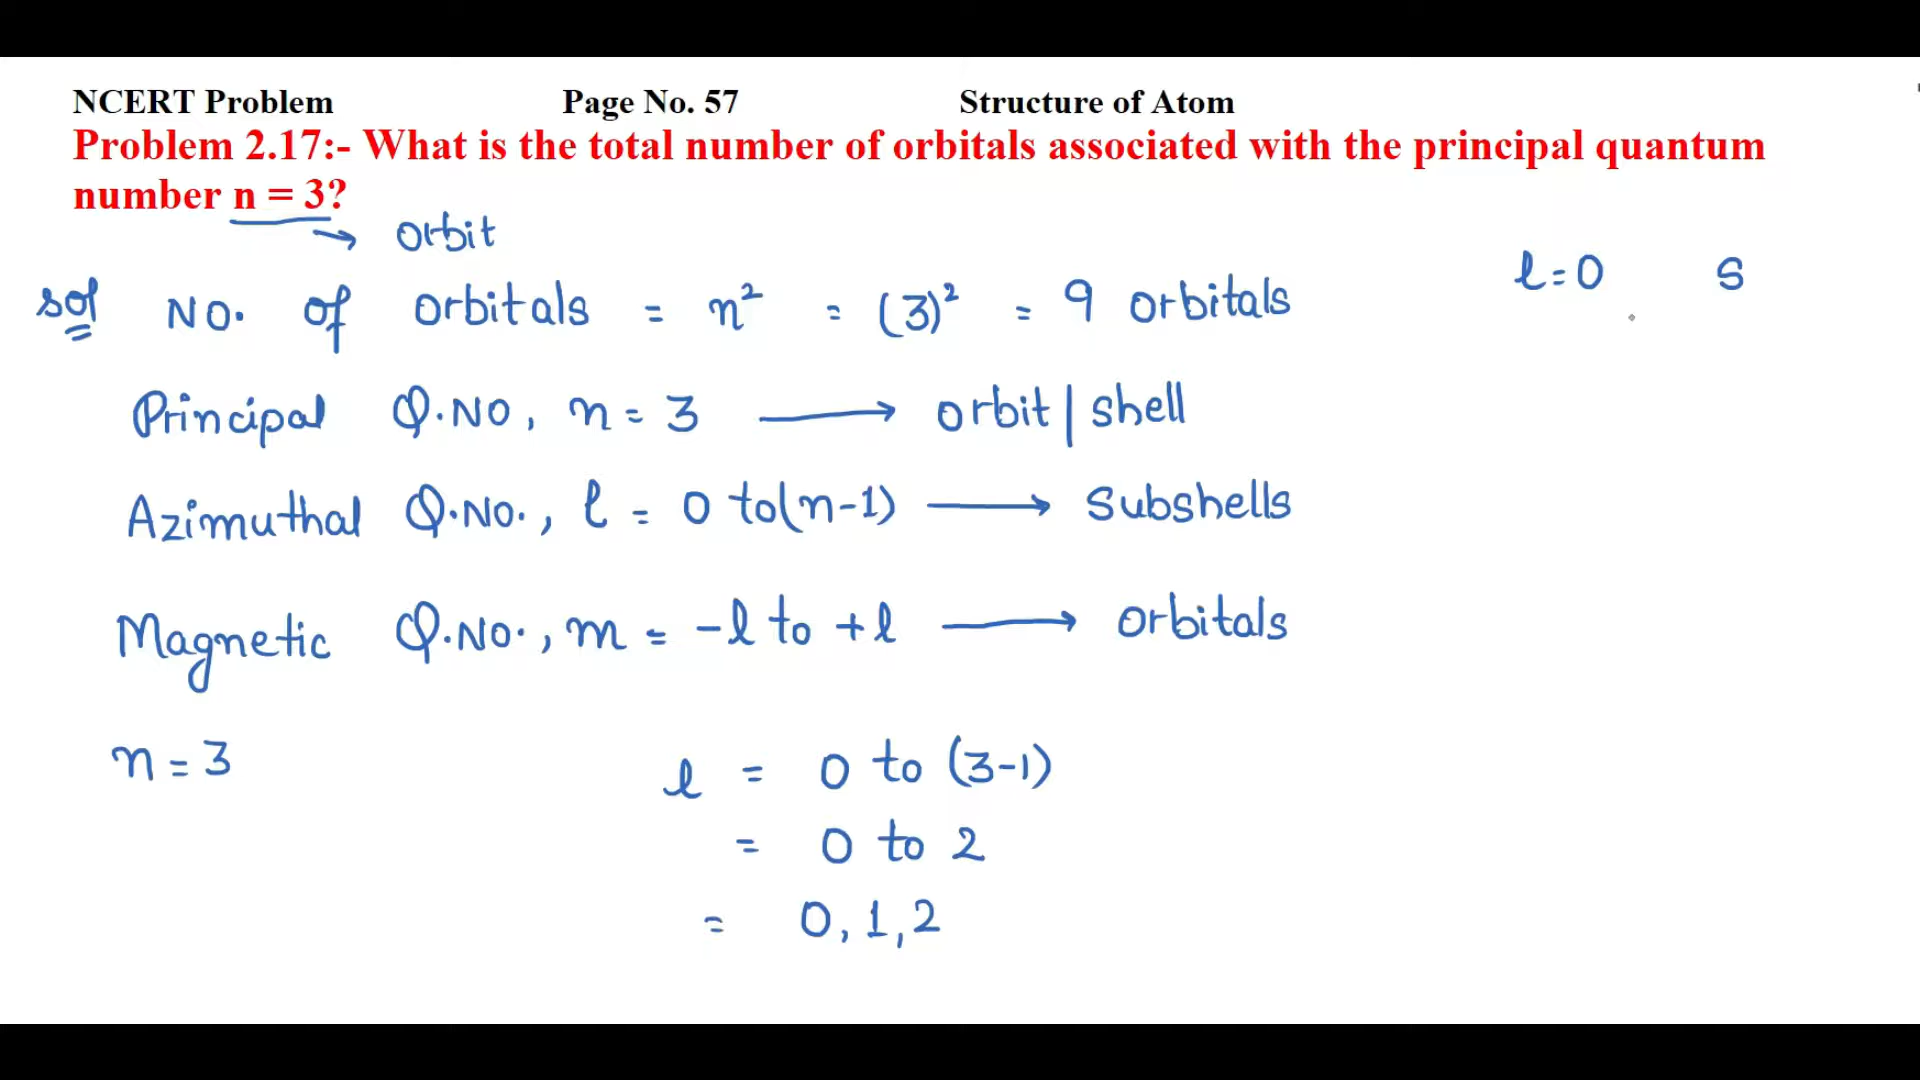 NCERT Problem Page No. 57 Structure of Atom
Problem 2.17:- What is the total number of orbitals associated with the principal quantum
number n = 3?
→ orbit
l = 0 S
sol No. of orbitals = n² = (3)² = 9 orbitals
Principal Q.NO, n = 3 → orbit | shell
Azimuthal Q.No., l = 0 to (n-1) → Subshells
Magnetic Q.No., m = -l to +l → orbitals
n = 3 l = 0 to (3-1)
= 0 to 2
= 0, 1, 2